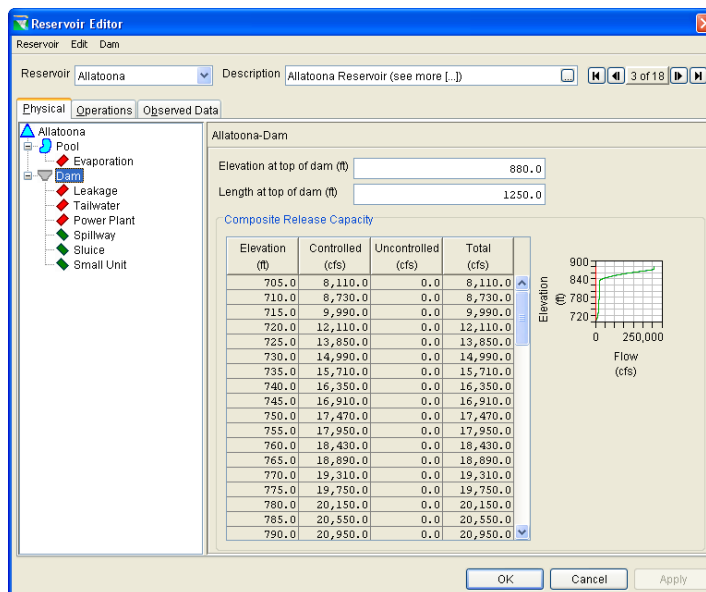 Reservoir Editor
Reservoir Edit Dam
Reservoir Allatoona Description Allatoona Reservoir (see more [...]) ... 3 of 18
Physical Operations Observed Data
Allatoona
Pool
Evaporation
Dam
Leakage
Tailwater
Power Plant
Spillway
Sluice
Small Unit
Allatoona-Dam
Elevation at top of dam (ft) 880.0
Length at top of dam (ft) 1250.0
Composite Release Capacity
Elevation Controlled Uncontrolled Total
(ft) (cfs) (cfs) (cfs)
705.0 8,110.0 0.0 8,110.0
710.0 8,730.0 0.0 8,730.0
715.0 9,990.0 0.0 9,990.0
720.0 12,110.0 0.0 12,110.0
725.0 13,850.0 0.0 13,850.0
730.0 14,990.0 0.0 14,990.0
735.0 15,710.0 0.0 15,710.0
740.0 16,350.0 0.0 16,350.0
745.0 16,910.0 0.0 16,910.0
750.0 17,470.0 0.0 17,470.0
755.0 17,950.0 0.0 17,950.0
760.0 18,430.0 0.0 18,430.0
765.0 18,890.0 0.0 18,890.0
770.0 19,310.0 0.0 19,310.0
775.0 19,750.0 0.0 19,750.0
780.0 20,150.0 0.0 20,150.0
785.0 20,550.0 0.0 20,550.0
790.0 20,950.0 0.0 20,950.0
Elevation
(ft)
900
840
780
720
0 250,000
Flow
(cfs)
OK Cancel Apply